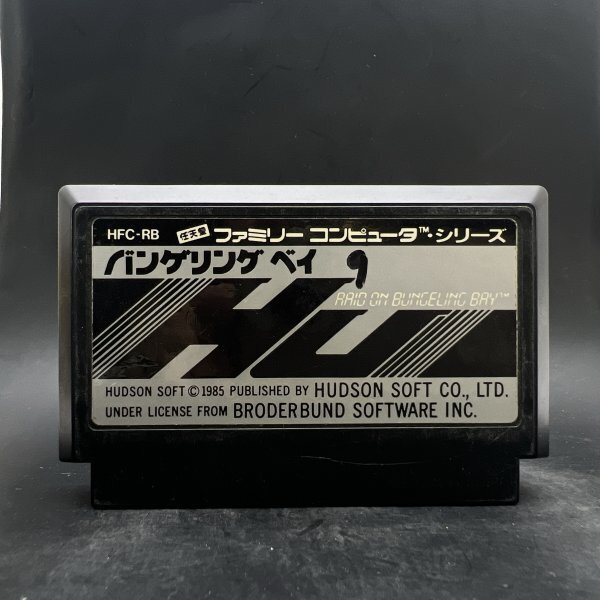 HFC-RB 任天堂 ファミリー コンピュータ™・シリーズ
バンゲリング ベイ 9
RAID ON BUNGELING BAY™
HUDSON SOFT © 1985 PUBLISHED BY HUDSON SOFT CO., LTD.
UNDER LICENSE FROM BRODERBUND SOFTWARE INC.